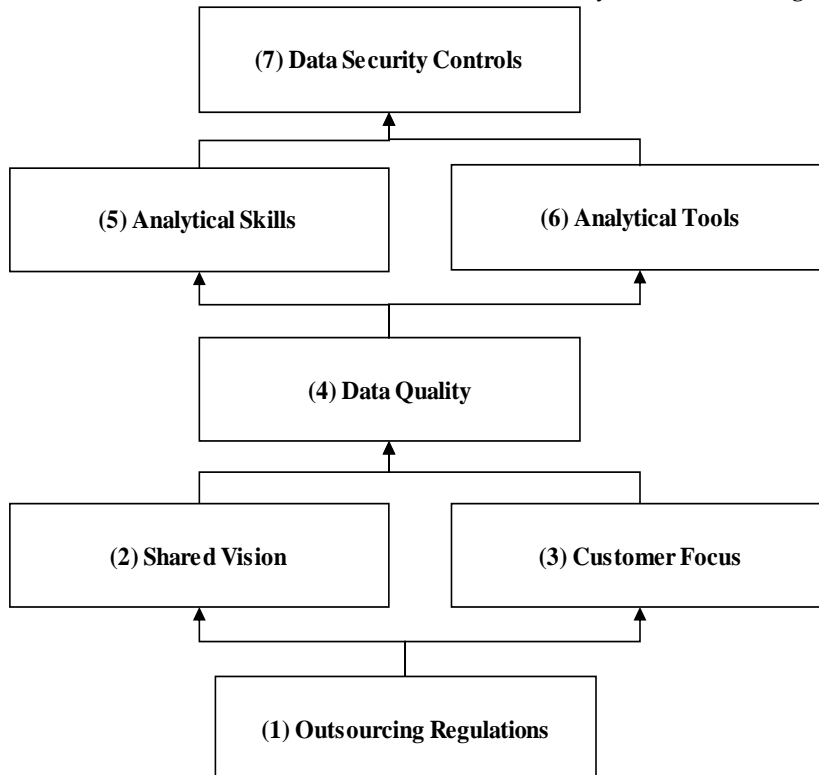 (7) Data Security Controls
(5) Analytical Skills
(6) Analytical Tools
(4) Data Quality
(2) Shared Vision
(3) Customer Focus
(1) Outsourcing Regulations